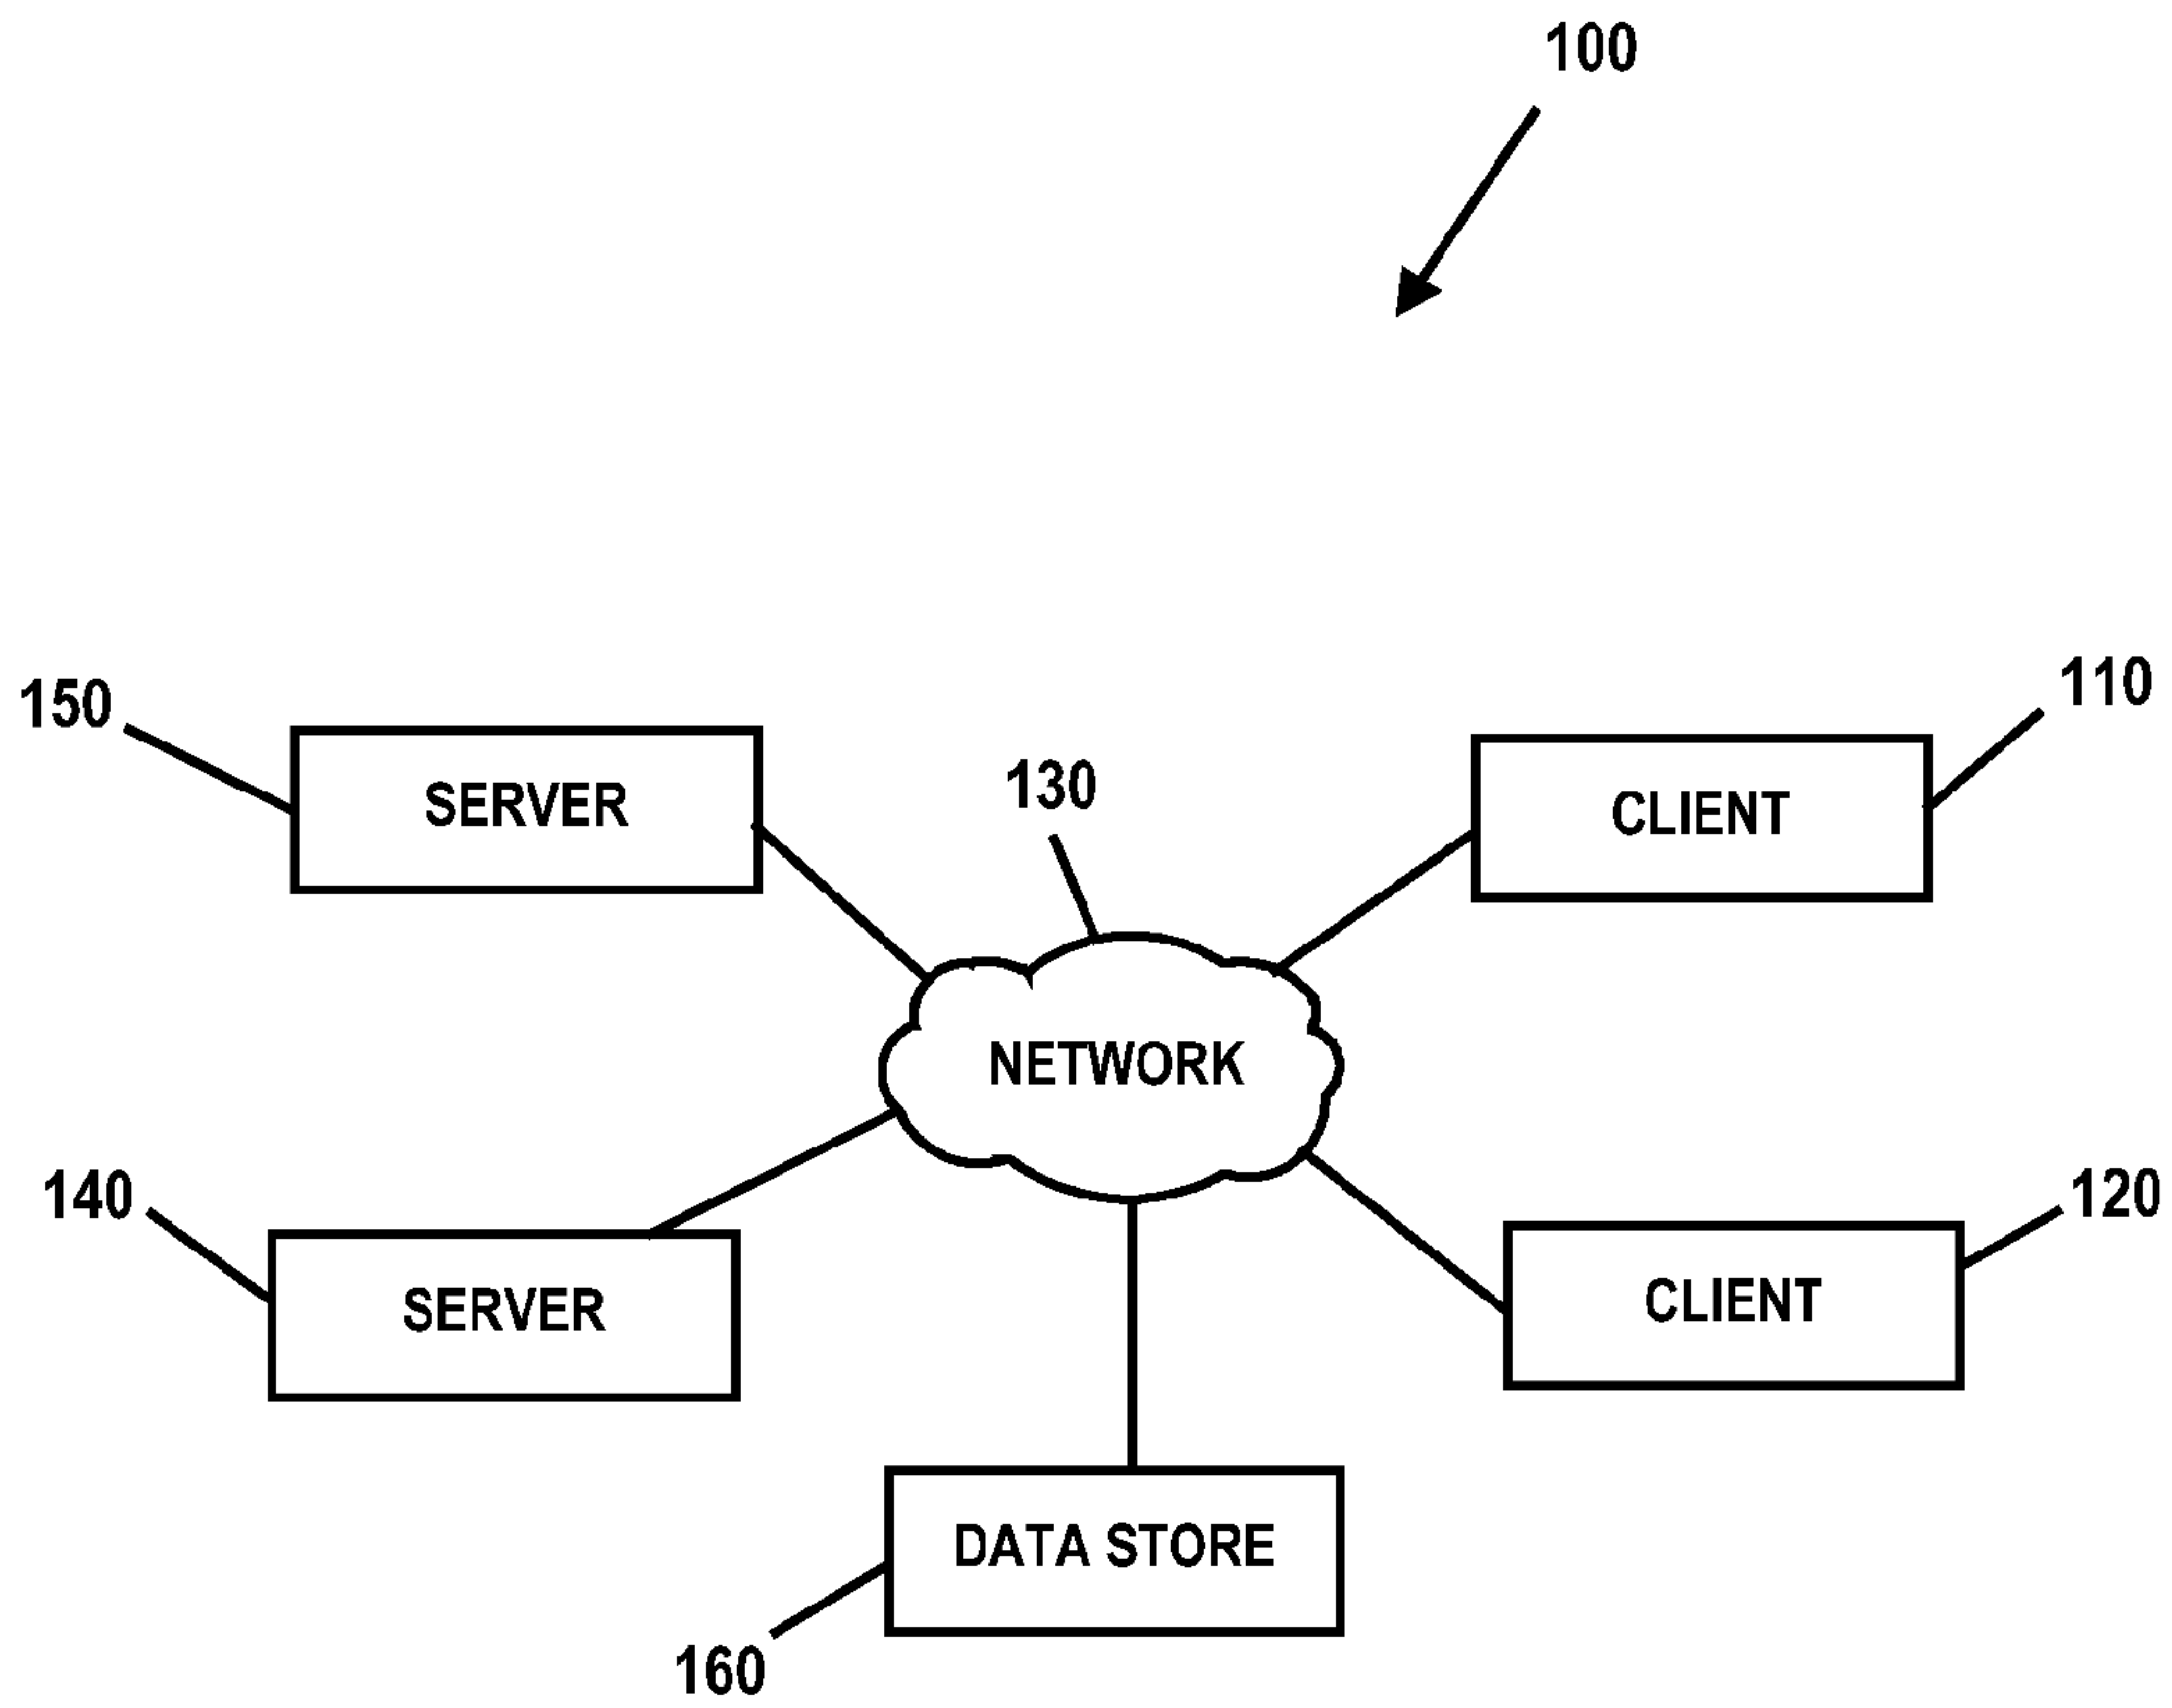 100
150
110
SERVER
130
CLIENT
NETWORK
140
120
SERVER
CLIENT
DATA STORE
160